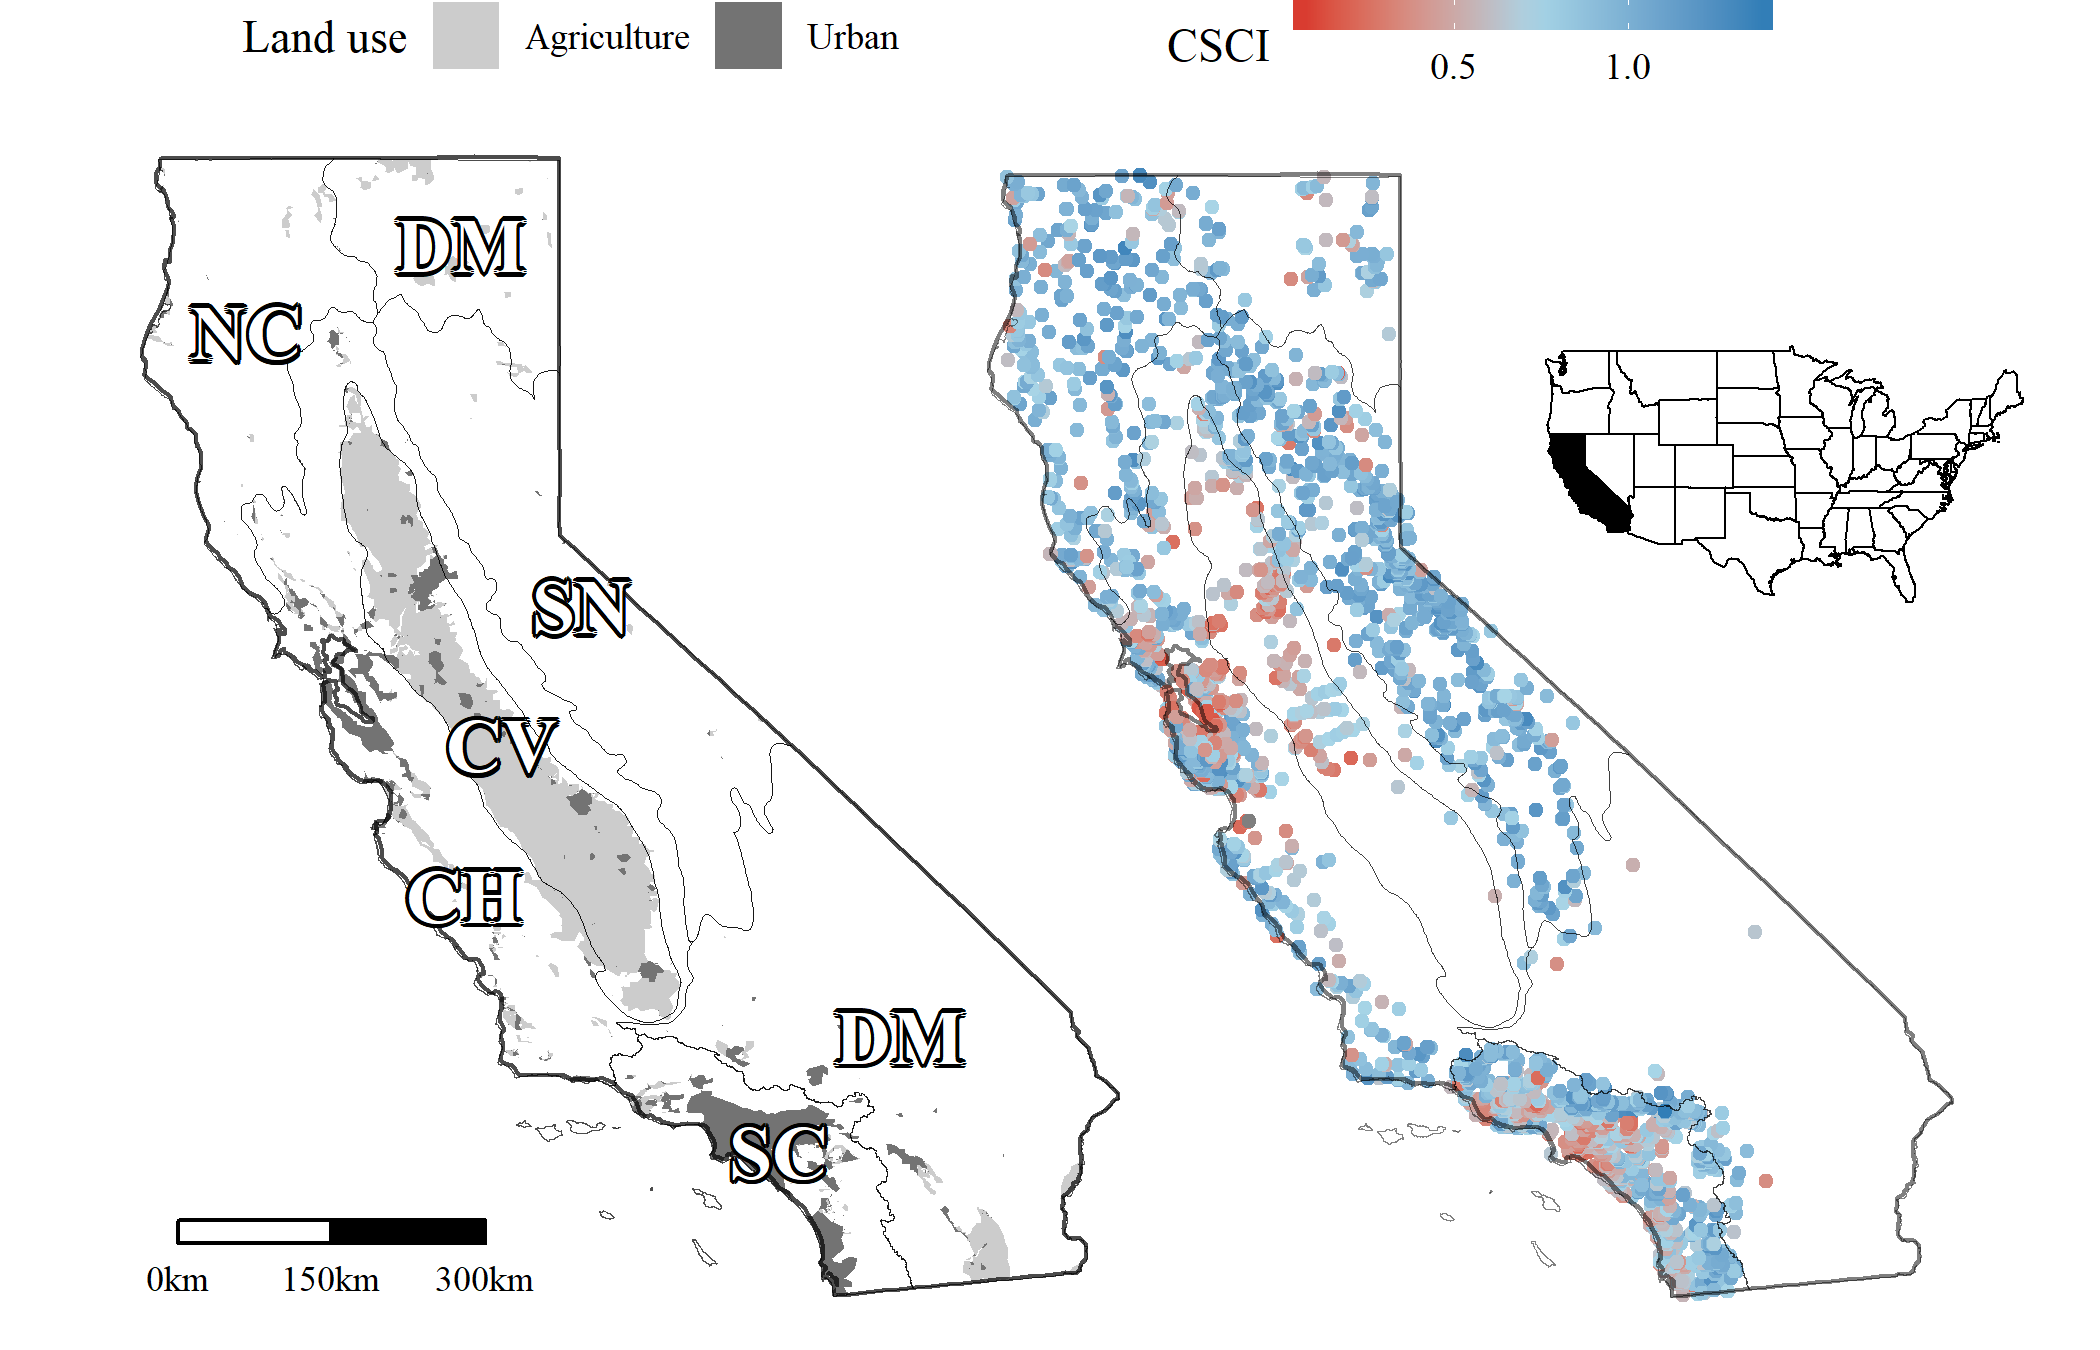 Land use Agriculture Urban
CSCI
0.5 1.0
DM
NC
SN
CV
CH
DM
SC
0km 150km 300km